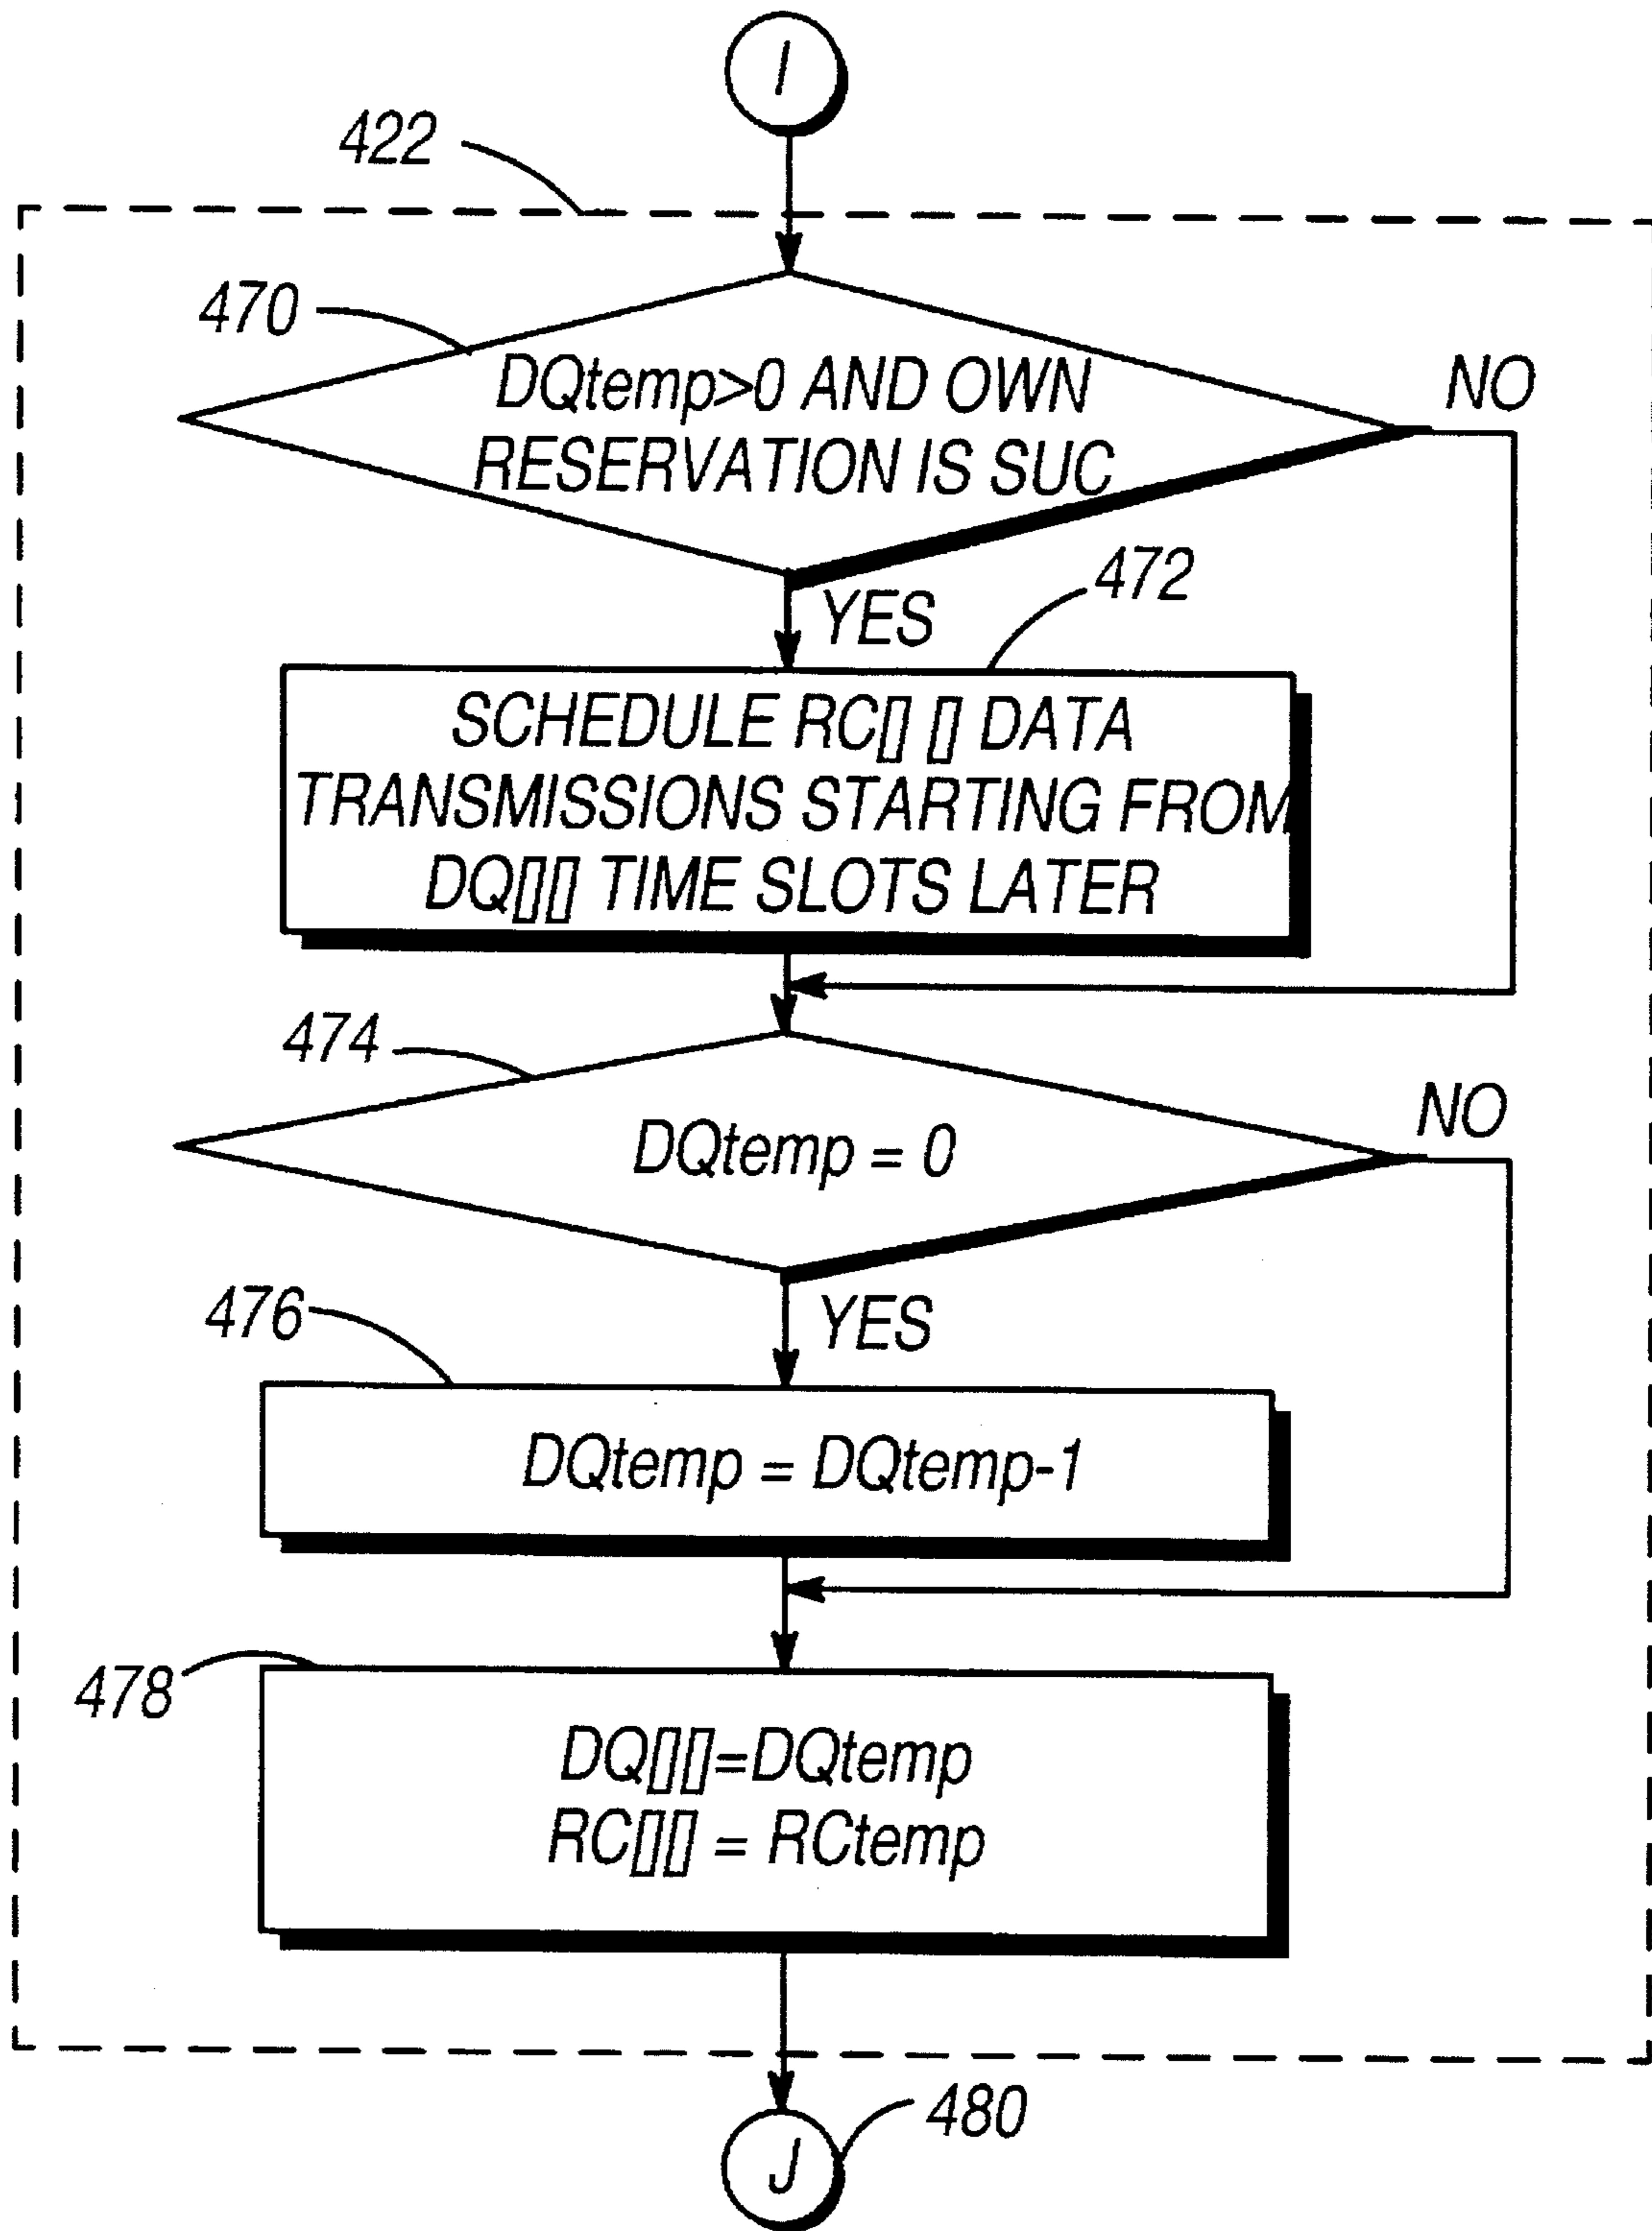 I
422
470
DQtemp>0 AND OWN
RESERVATION IS SUC
NO
YES
472
SCHEDULE RC[] [] DATA
TRANSMISSIONS STARTING FROM
DQ[][] TIME SLOTS LATER
474
DQtemp = 0
NO
YES
476
DQtemp = DQtemp-1
478
DQ[][]=DQtemp
RC[][] = RCtemp
480
J